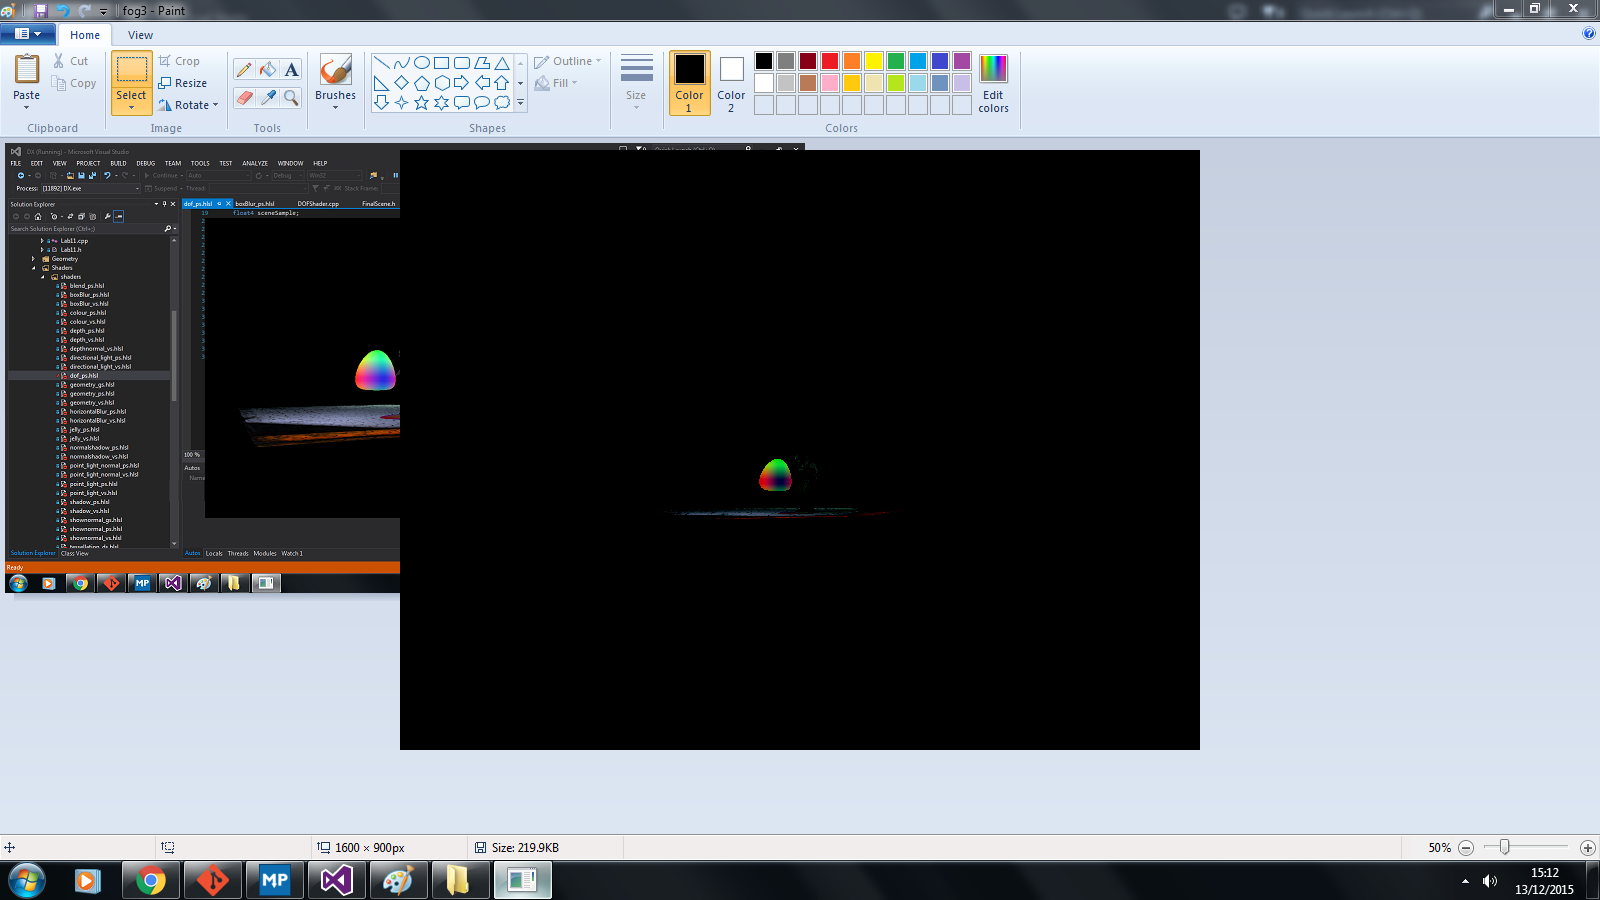 fog3 - Paint
Home View
Paste
Cut
Copy
Clipboard
Select
Crop
Resize
Rotate
Image
A
Tools
Brushes
Shapes
Outline
Fill
Size
Color 1
Color 2
Colors
Edit colors
DX (Running) - Microsoft Visual Studio
FILE EDIT VIEW PROJECT BUILD DEBUG TEAM TOOLS TEST ANALYZE WINDOW HELP
Continue Auto Debug Win32
Process: [11892] DX.exe Suspend Thread: Stack Frame:
Solution Explorer
dof_ps.hlsl boxBlur_ps.hlsl DOFShader.cpp FinalScene.h
19 float4 sceneSample;
Search Solution Explorer (Ctrl+;)
Lab11.cpp
Lab11.h
Geometry
Shaders
shaders
blend_ps.hlsl
boxBlur_ps.hlsl
boxBlur_vs.hlsl
colour_ps.hlsl
colour_vs.hlsl
depth_ps.hlsl
depth_vs.hlsl
depthnormal_vs.hlsl
directional_light_ps.hlsl
directional_light_vs.hlsl
dof_ps.hlsl
geometry_gs.hlsl
geometry_ps.hlsl
geometry_vs.hlsl
horizontalBlur_ps.hlsl
horizontalBlur_vs.hlsl
jelly_ps.hlsl
jelly_vs.hlsl
normalshadow_ps.hlsl
normalshadow_vs.hlsl
point_light_normal_ps.hlsl
point_light_normal_vs.hlsl
point_light_ps.hlsl
point_light_vs.hlsl
shadow_ps.hlsl
shadow_vs.hlsl
shownormal_gs.hlsl
shownormal_ps.hlsl
shownormal_vs.hlsl
tessellation_ds.hlsl
100 %
Autos
Name
Solution Explorer Class View
Autos Locals Threads Modules Watch 1
Ready
MP
1600 × 900px
Size: 219.9KB
50%
MP
15:12
13/12/2015